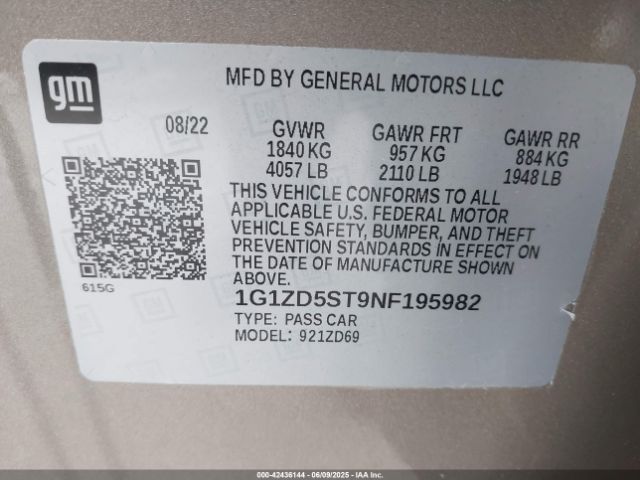 gm
MFD BY GENERAL MOTORS LLC
08/22 GVWR GAWR FRT GAWR RR
1840 KG 957 KG 884 KG
4057 LB 2110 LB 1948 LB
THIS VEHICLE CONFORMS TO ALL
APPLICABLE U.S. FEDERAL MOTOR
VEHICLE SAFETY, BUMPER, AND THEFT
PREVENTION STANDARDS IN EFFECT ON
THE DATE OF MANUFACTURE SHOWN
ABOVE.
615G
1G1ZD5ST9NF195982
TYPE: PASS CAR
MODEL: 921ZD69
000-42436144 - 06/09/2025 - IAAI.COM